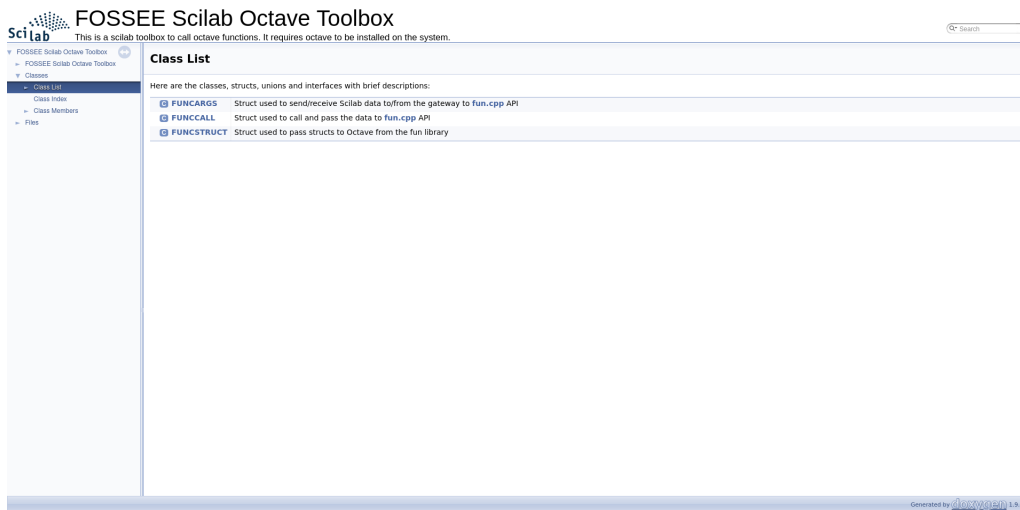 Scilab
FOSSEE Scilab Octave Toolbox
This is a scilab toolbox to call octave functions. It requires octave to be installed on the system.
Search
FOSSEE Scilab Octave Toolbox
FOSSEE Scilab Octave Toolbox
Classes
Class List
Class Index
Class Members
Files
Class List
Here are the classes, structs, unions and interfaces with brief descriptions:
C FUNCARGS Struct used to send/receive Scilab data to/from the gateway to fun.cpp API
C FUNCCALL Struct used to call and pass the data to fun.cpp API
C FUNCSTRUCT Struct used to pass structs to Octave from the fun library
Generated by doxygen 1.9.